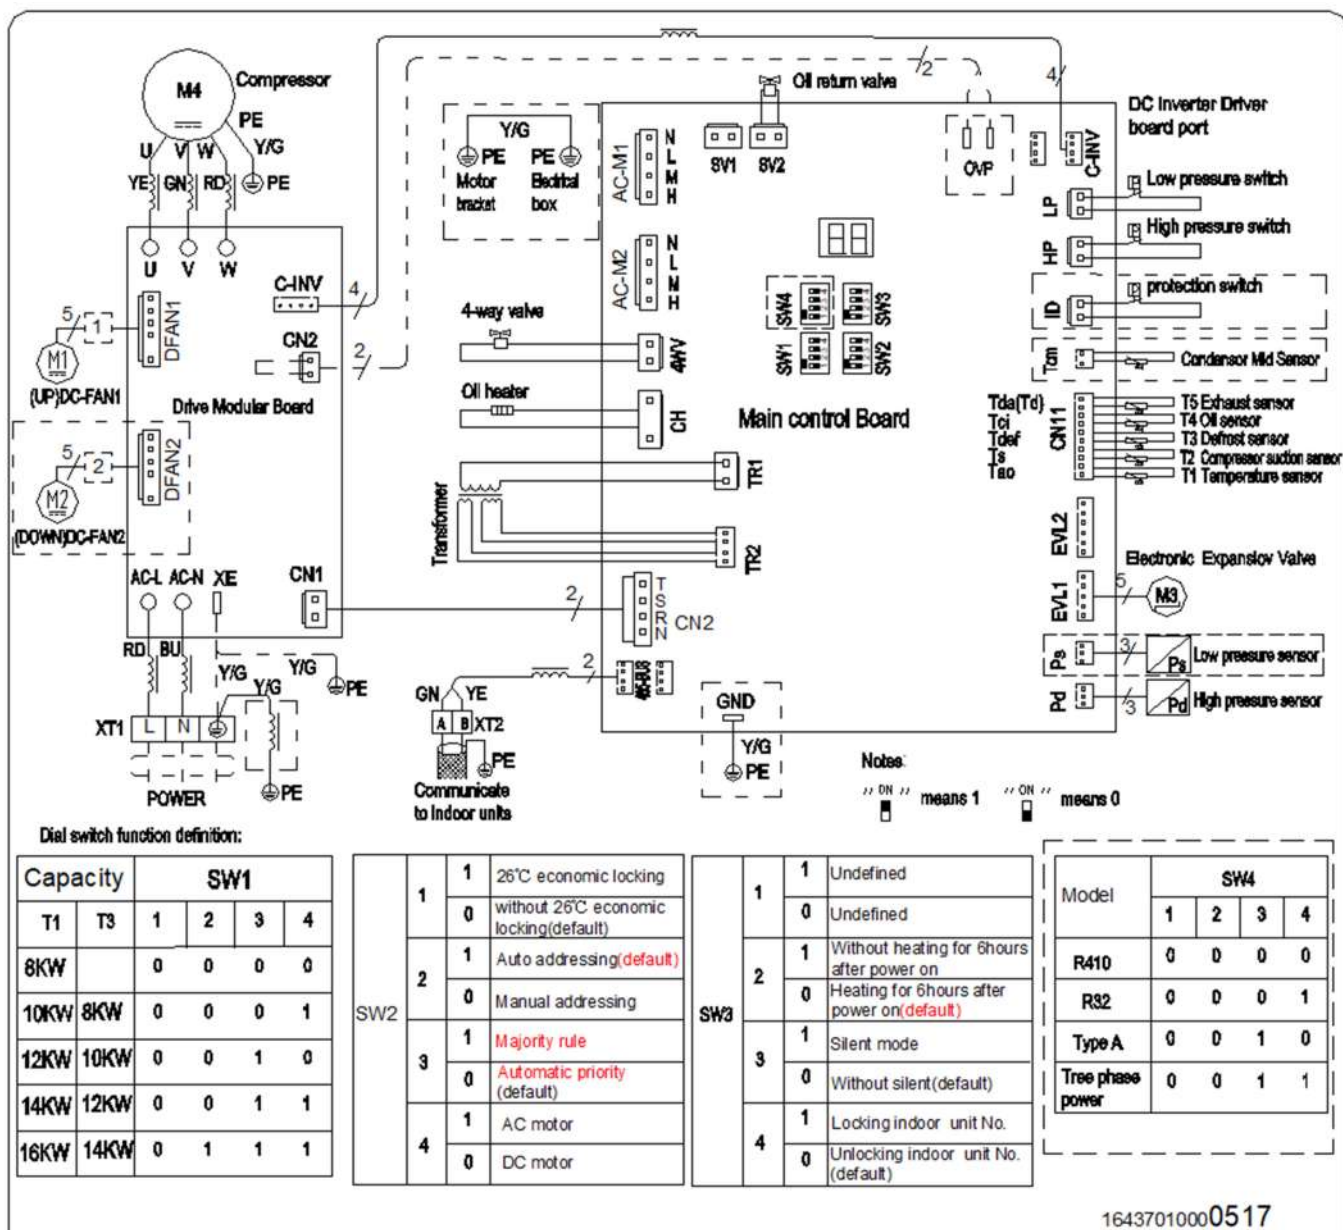 M4
Compressor
PE
Y/G
U V W
YE GN RD PE
U V W
C-INV
4
CN2
2
5
1
M1
(UP)DC-FAN1
DFAN1
Drive Modular Board
5
2
M2
(DOWN)DC-FAN2
DFAN2
AC-L AC-N XE
CN1
RD BU
Y/G
Y/G
Y/G
PE
XT1 L N
POWER
PE
Y/G
PE PE
Motor bracket
Electrical box
AC-M1
N
L
M
H
AC-M2
N
L
M
H
4-way valve
4WV
Oil heater
CH
Transformer
TR1
TR2
2
T
S
R
N
CN2
2
GN YE
A B XT2
PE
Communicate
to Indoor units
GND
Y/G
PE
Oil return valve
SV1 SV2
2
4
OVP
C-INV
DC Inverter Driver
board port
LP
Low pressure switch
HP
High pressure switch
ID
protection switch
Tcm
Condensor Mid Sensor
SW4 SW3
SW1 SW2
Main control Board
Tda(Td)
Tci
Tdef
Ts
Tao
CN11
T5 Exhaust sensor
T4 Oil sensor
T3 Defrost sensor
T2 Compressor suction sensor
T1 Temperature sensor
EVL2
Electronic Expansiov Valve
EVL1
5
M3
Ps
3
Ps
Low pressure sensor
Pd
3
Pd
High pressure sensor
Notes:
" ON " means 1 " ON " means 0
Dial switch function definition:
Capacity SW1
T1 T3 1 2 3 4
8KW 0 0 0 0
10KW 8KW 0 0 0 1
12KW 10KW 0 0 1 0
14KW 12KW 0 0 1 1
16KW 14KW 0 1 1 1
SW2
1
1 26℃ economic locking
0 without 26℃ economic
locking(default)
2
1 Auto addressing(default)
0 Manual addressing
3
1 Majority rule
0 Automatic priority
(default)
4
1 AC motor
0 DC motor
SW3
1
1 Undefined
0 Undefined
2
1 Without heating for 6hours
after power on
0 Heating for 6hours after
power on(default)
3
1 Silent mode
0 Without silent(default)
4
1 Locking indoor unit No.
0 Unlocking indoor unit No.
(default)
Model SW4
1 2 3 4
R410 0 0 0 0
R32 0 0 0 1
Type A 0 0 1 0
Tree phase
power 0 0 1 1
16437010000517